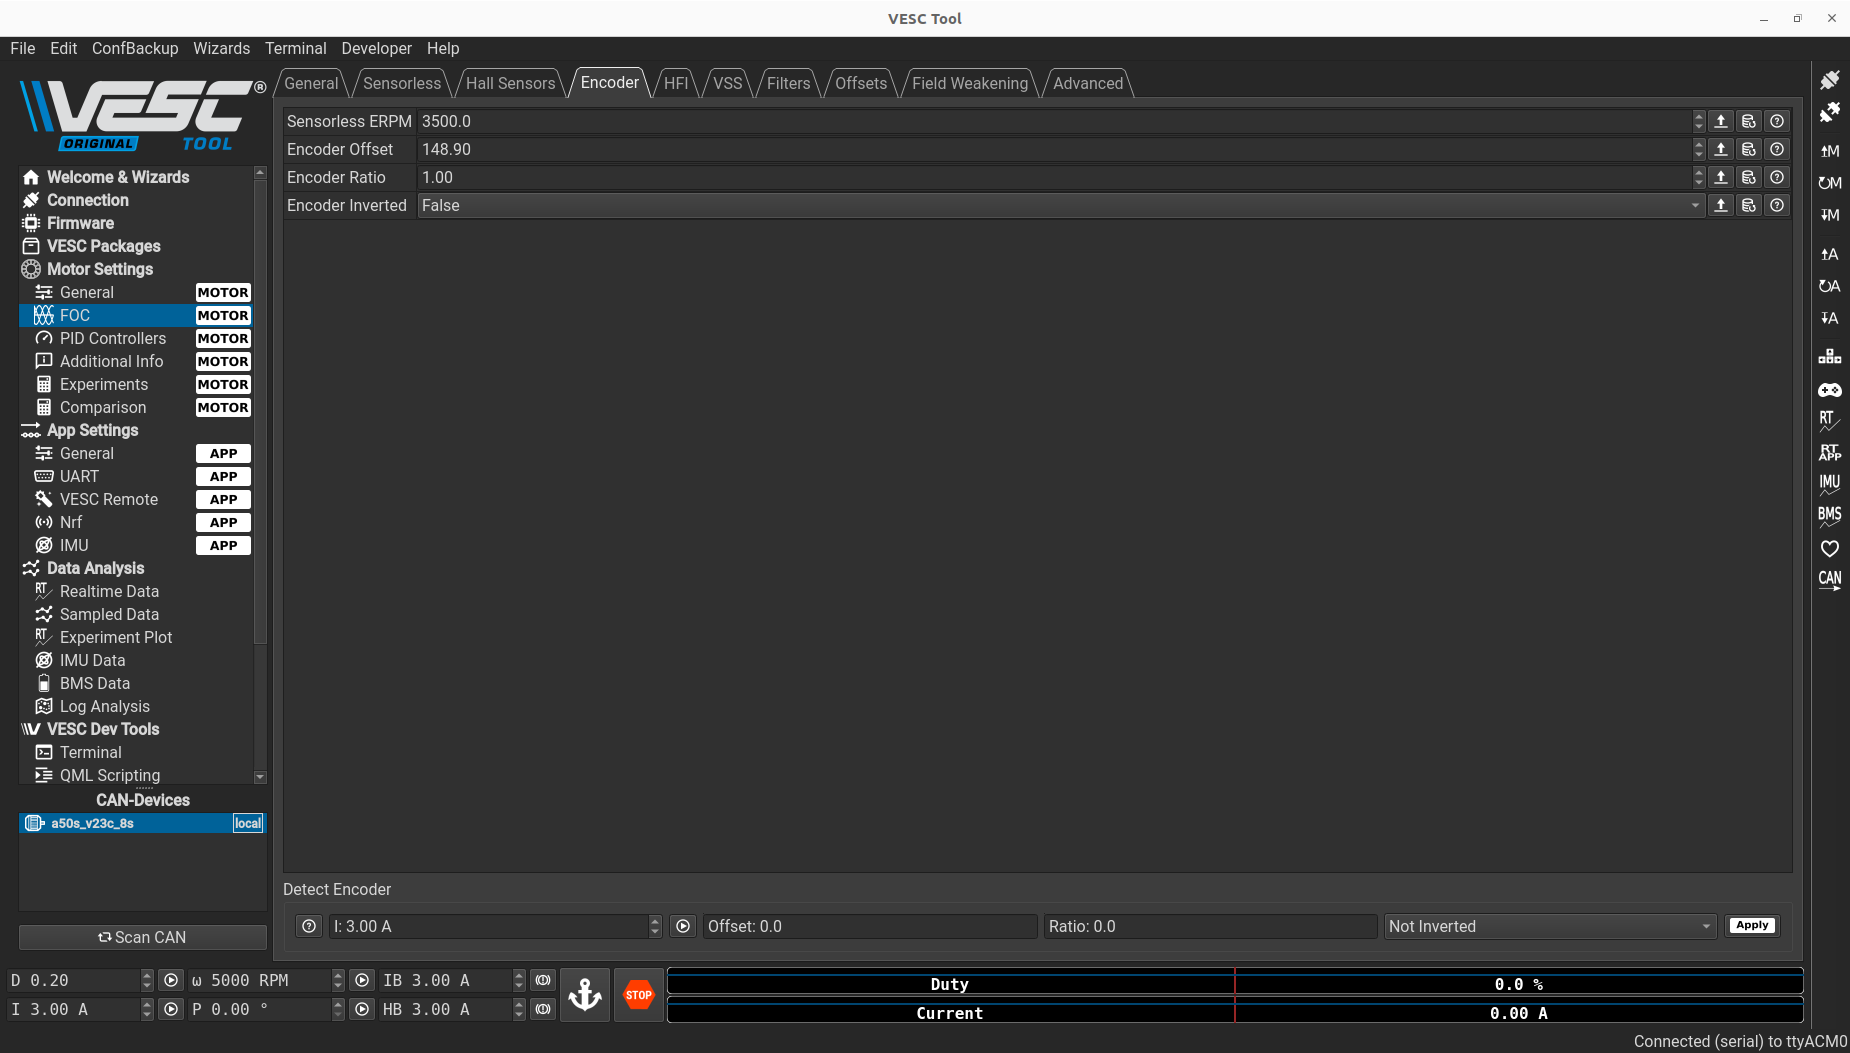 VESC Tool
File Edit ConfBackup Wizards Terminal Developer Help
VESC®
ORIGINAL TOOL
General Sensorless Hall Sensors Encoder HFI VSS Filters Offsets Field Weakening Advanced
Sensorless ERPM 3500.0
Encoder Offset 148.90
Encoder Ratio 1.00
Encoder Inverted False
Welcome & Wizards
Connection
Firmware
VESC Packages
Motor Settings
General MOTOR
FOC MOTOR
PID Controllers MOTOR
Additional Info MOTOR
Experiments MOTOR
Comparison MOTOR
App Settings
General APP
UART APP
VESC Remote APP
Nrf APP
IMU APP
Data Analysis
RT Realtime Data
Sampled Data
RT Experiment Plot
IMU Data
BMS Data
Log Analysis
VESC Dev Tools
Terminal
QML Scripting
CAN-Devices
a50s_v23c_8s local
Scan CAN
Detect Encoder
I: 3.00 A Offset: 0.0 Ratio: 0.0 Not Inverted Apply
D 0.20 ω 5000 RPM IB 3.00 A
I 3.00 A P 0.00 ° HB 3.00 A
STOP
Duty 0.0 %
Current 0.00 A
M
M
M
A
A
A
RT
RT
APP
IMU
BMS
CAN
Connected (serial) to ttyACM0